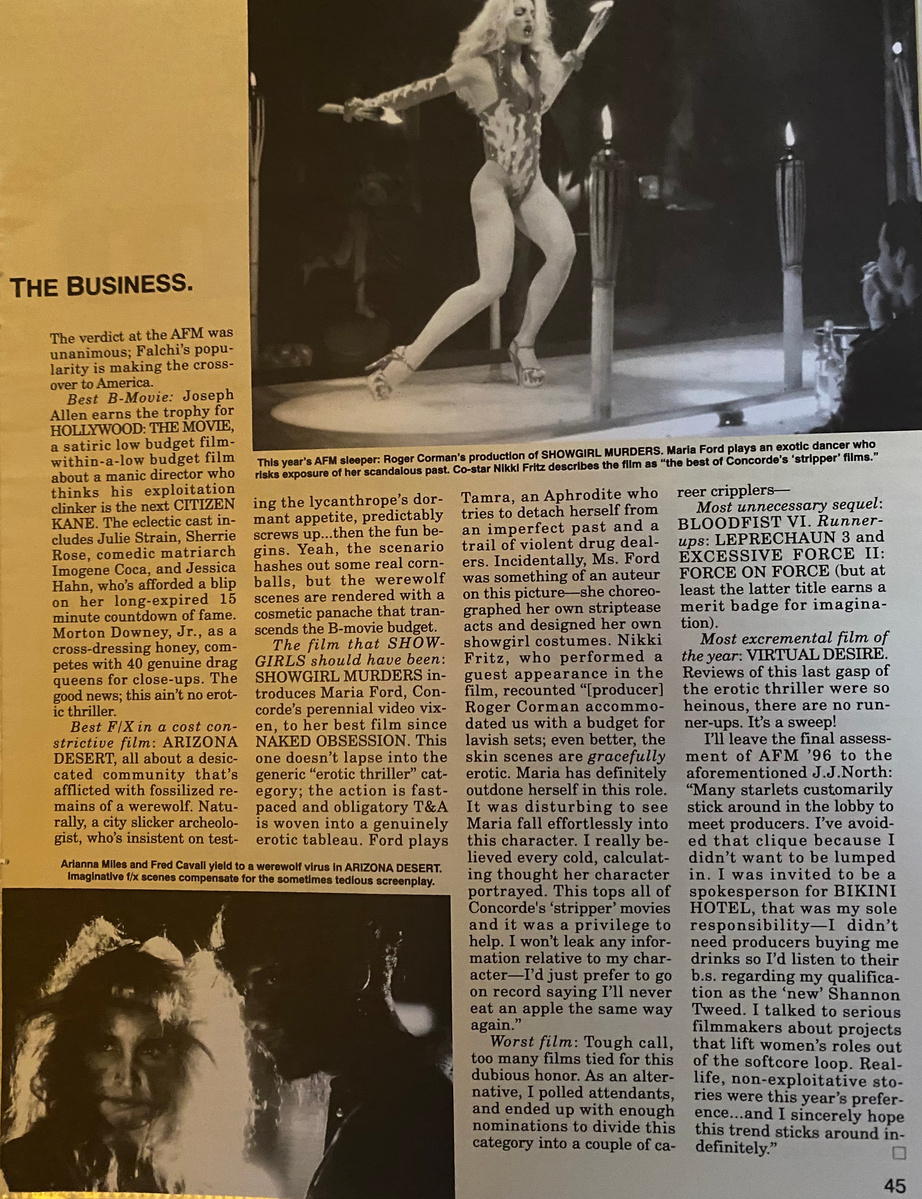 THE BUSINESS.
The verdict at the AFM was
unanimous; Falchi's popu-
larity is making the cross-
over to America.
Best B-Movie: Joseph
Allen earns the trophy for
HOLLYWOOD: THE MOVIE,
a satiric low budget film-
within-a-low budget film
about a manic director who
thinks his exploitation
clinker is the next CITIZEN
KANE. The eclectic cast in-
cludes Julie Strain, Sherrie
Rose, comedic matriarch
Imogene Coca, and Jessica
Hahn, who's afforded a blip
on her long-expired 15
minute countdown of fame.
Morton Downey, Jr., as a
cross-dressing honey, com-
petes with 40 genuine drag
queens for close-ups. The
good news; this ain't no erot-
ic thriller.
Best F/X in a cost con-
strictive film: ARIZONA
DESERT, all about a desic-
cated community that's
afflicted with fossilized re-
mains of a werewolf. Natu-
rally, a city slicker archeolo-
gist, who's insistent on test-
This year's AFM sleeper: Roger Corman's production of SHOWGIRL MURDERS. Maria Ford plays an exotic dancer who
risks exposure of her scandalous past. Co-star Nikki Fritz describes the film as "the best of Concorde's 'stripper' films."
ing the lycanthrope's dor-
mant appetite, predictably
screws up...then the fun be-
gins. Yeah, the scenario
hashes out some real corn-
balls, but the werewolf
scenes are rendered with a
cosmetic panache that tran-
scends the B-movie budget.
The film that SHOW-
GIRLS should have been:
SHOWGIRL MURDERS in-
troduces Maria Ford, Con-
corde's perennial video vix-
en, to her best film since
NAKED OBSESSION. This
one doesn't lapse into the
generic "erotic thriller" cat-
egory; the action is fast-
paced and obligatory T&A
is woven into a genuinely
erotic tableau. Ford plays
Tamra, an Aphrodite who
tries to detach herself from
an imperfect past and a
trail of violent drug deal-
ers. Incidentally, Ms. Ford
was something of an auteur
on this picture—she choreo-
graphed her own striptease
acts and designed her own
showgirl costumes. Nikki
Fritz, who performed a
guest appearance in the
film, recounted "[producer]
Roger Corman accommo-
dated us with a budget for
lavish sets; even better, the
skin scenes are gracefully
erotic. Maria has definitely
outdone herself in this role.
It was disturbing to see
Maria fall effortlessly into
this character. I really be-
lieved every cold, calculat-
ing thought her character
portrayed. This tops all of
Concorde's 'stripper' movies
and it was a privilege to
help. I won't leak any infor-
mation relative to my char-
acter—I'd just prefer to go
on record saying I'll never
eat an apple the same way
again."
Worst film: Tough call,
too many films tied for this
dubious honor. As an alter-
native, I polled attendants,
and ended up with enough
nominations to divide this
category into a couple of ca-
reer cripplers—
Most unnecessary sequel:
BLOODFIST VI. Runner-
ups: LEPRECHAUN 3 and
EXCESSIVE FORCE II:
FORCE ON FORCE (but at
least the latter title earns a
merit badge for imagina-
tion).
Most excremental film of
the year: VIRTUAL DESIRE.
Reviews of this last gasp of
the erotic thriller were so
heinous, there are no run-
ner-ups. It's a sweep!
I'll leave the final assess-
ment of AFM '96 to the
aforementioned J.J.North:
"Many starlets customarily
stick around in the lobby to
meet producers. I've avoid-
ed that clique because I
didn't want to be lumped
in. I was invited to be a
spokesperson for BIKINI
HOTEL, that was my sole
responsibility—I didn't
need producers buying me
drinks so I'd listen to their
b.s. regarding my qualifica-
tion as the 'new' Shannon
Tweed. I talked to serious
filmmakers about projects
that lift women's roles out
of the softcore loop. Real-
life, non-exploitative sto-
ries were this year's prefer-
ence...and I sincerely hope
this trend sticks around in-
definitely."
Arianna Miles and Fred Cavali yield to a werewolf virus in ARIZONA DESERT.
Imaginative f/x scenes compensate for the sometimes tedious screenplay.
45